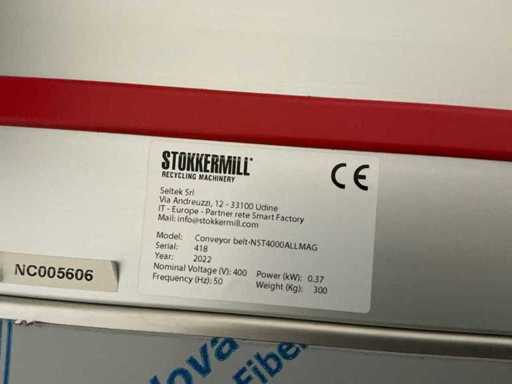 STOKKERMILL
RECYCLING MACHINERY
CE
Seltek Srl
Via Andreuzzi, 12 - 33100 Udine
IT - Europe - Partner rete Smart Factory
Mail: info@stokkermill.com
Model: Conveyor belt-NST4000ALLMAG
Serial: 418
Year: 2022
Nominal Voltage (V): 400 Power (kW): 0.37
Frequency (Hz): 50 Weight (Kg): 300
NC005606